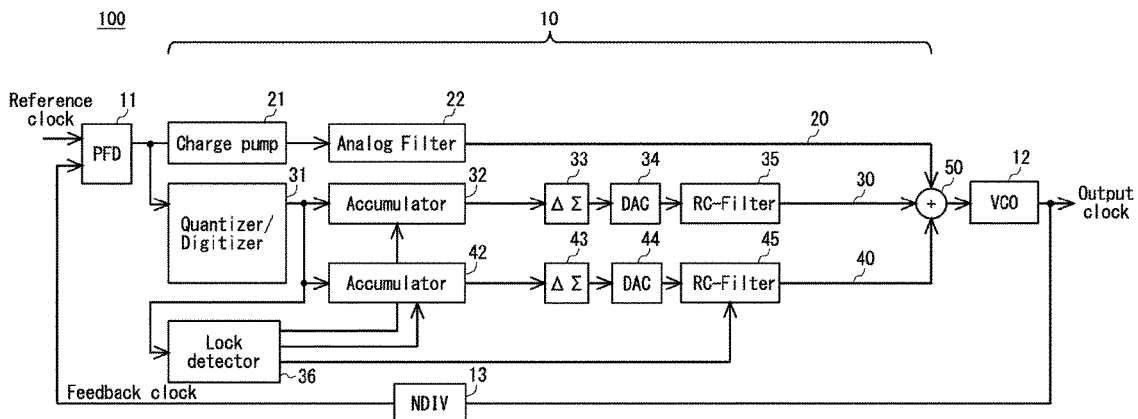 100
10
Reference
clock
11
PFD
21
Charge pump
22
Analog Filter
20
31
Quantizer/
Digitizer
32
Accumulator
33
Δ Σ
34
DAC
35
RC-Filter
30
50
+
12
VCO
Output
clock
42
Accumulator
43
Δ Σ
44
DAC
45
RC-Filter
40
Lock
detector
36
Feedback clock
13
NDIV